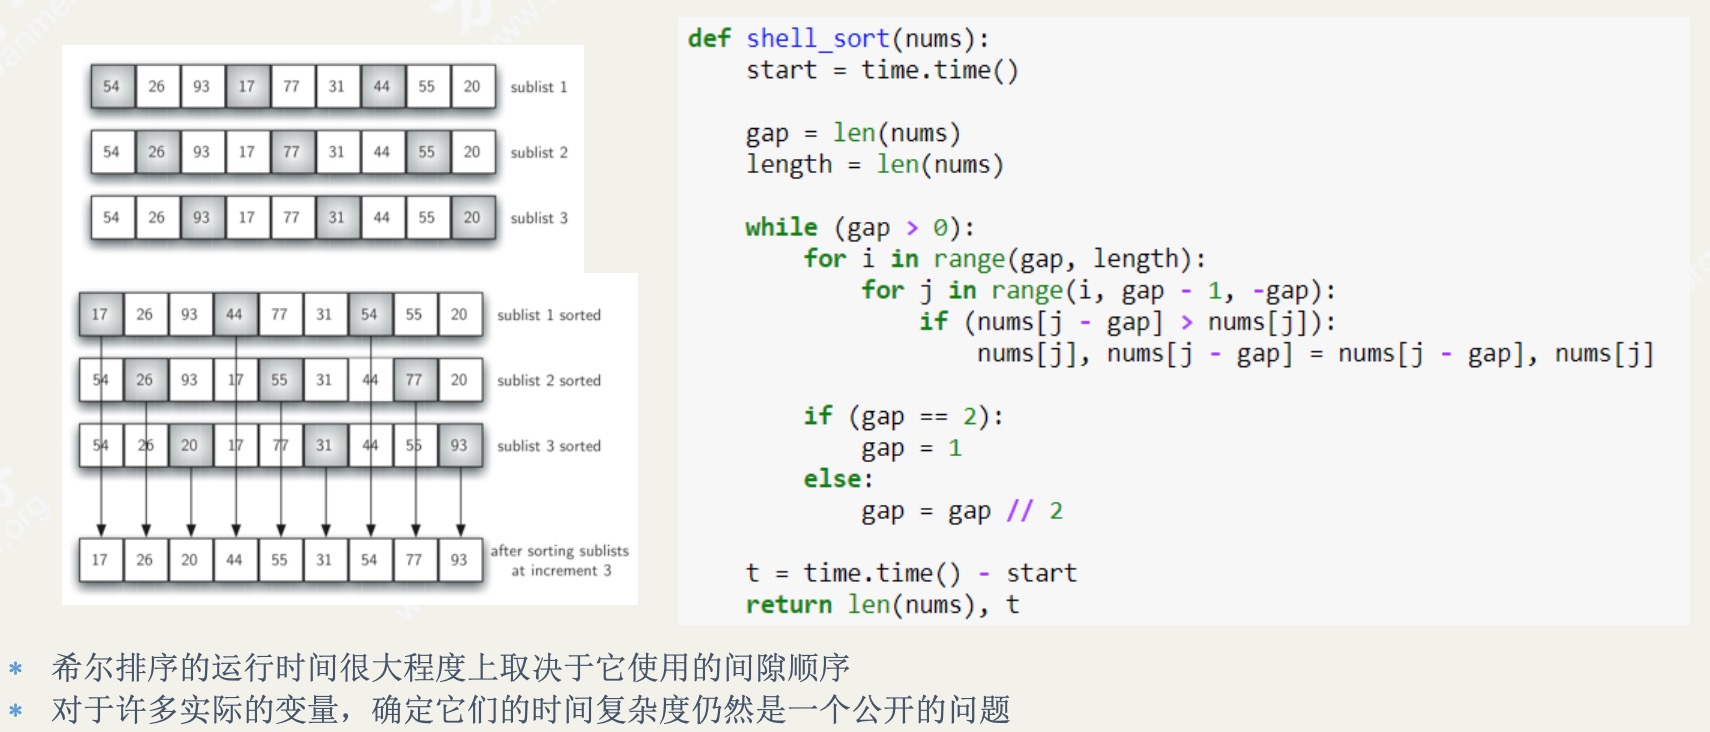 54 26 93 17 77 31 44 55 20 sublist 1
54 26 93 17 77 31 44 55 20 sublist 2
54 26 93 17 77 31 44 55 20 sublist 3
17 26 93 44 77 31 54 55 20 sublist 1 sorted
54 26 93 17 55 31 44 77 20 sublist 2 sorted
54 26 20 17 77 31 44 55 93 sublist 3 sorted
17 26 20 44 55 31 54 77 93 after sorting sublists
at increment 3
def shell_sort(nums):
start = time.time()
gap = len(nums)
length = len(nums)
while (gap > 0):
for i in range(gap, length):
for j in range(i, gap - 1, -gap):
if (nums[j - gap] > nums[j]):
nums[j], nums[j - gap] = nums[j - gap], nums[j]
if (gap == 2):
gap = 1
else:
gap = gap // 2
t = time.time() - start
return len(nums), t
* 希尔排序的运行时间很大程度上取决于它使用的间隙顺序
* 对于许多实际的变量，确定它们的时间复杂度仍然是一个公开的问题